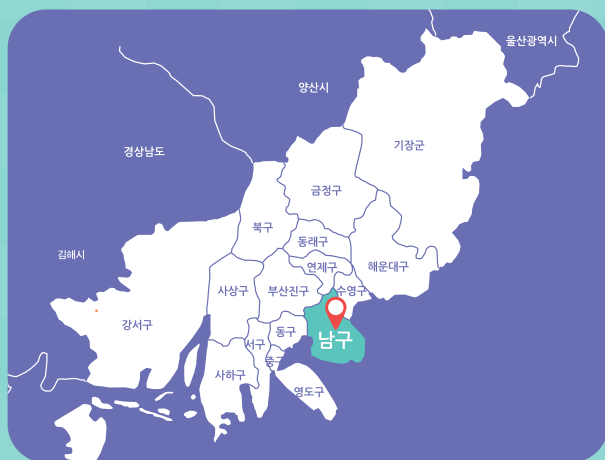 울산광역시
양산시
기장군
경상남도
금정구
북구
동래구
김해시
연제구
해운대구
사상구
부산진구
수영구
강서구
동구
남구
서구
중구
사하구
영도구